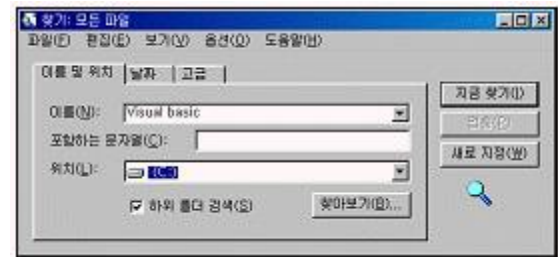 찾기: 모든 파일
파일(F) 편집(E) 보기(V) 옵션(O) 도움말(H)
이름 및 위치 날짜 고급
이름(N): Visual basic
포함하는 문자열(C):
위치(L): (C:)
하위 폴더 검색(S)
찾아보기(B)...
지금 찾기(I)
새로 지정(W)